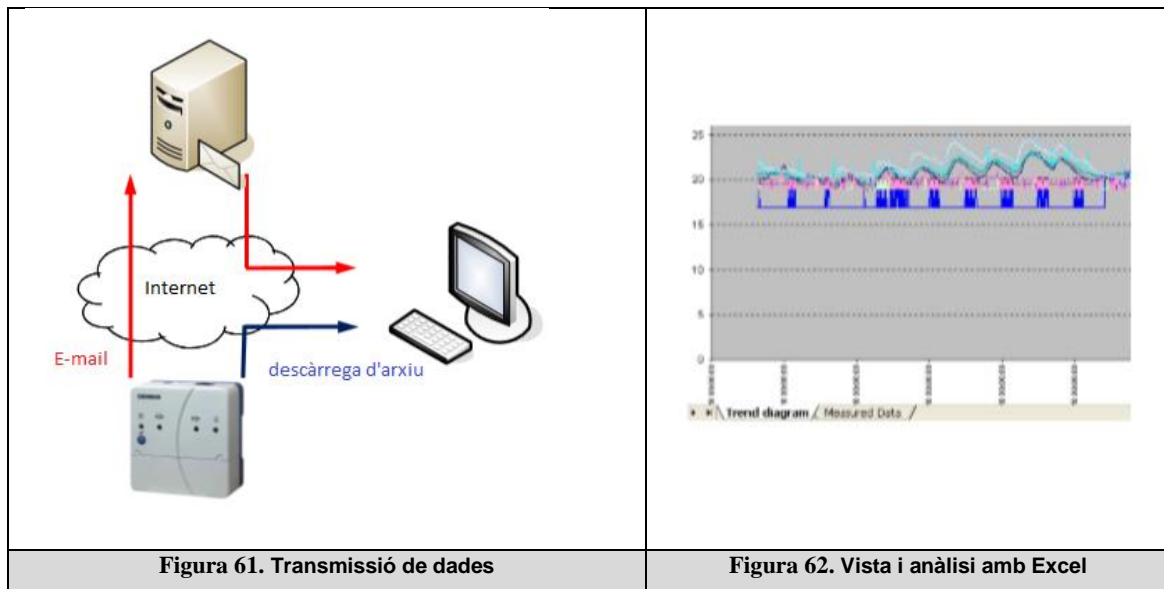 Internet
E-mail
descàrrega d'arxiu
SIEMENS
25
20
15
10
5
0
Trend diagram / Measured Data /
Figura 61. Transmissió de dades
Figura 62. Vista i anàlisi amb Excel